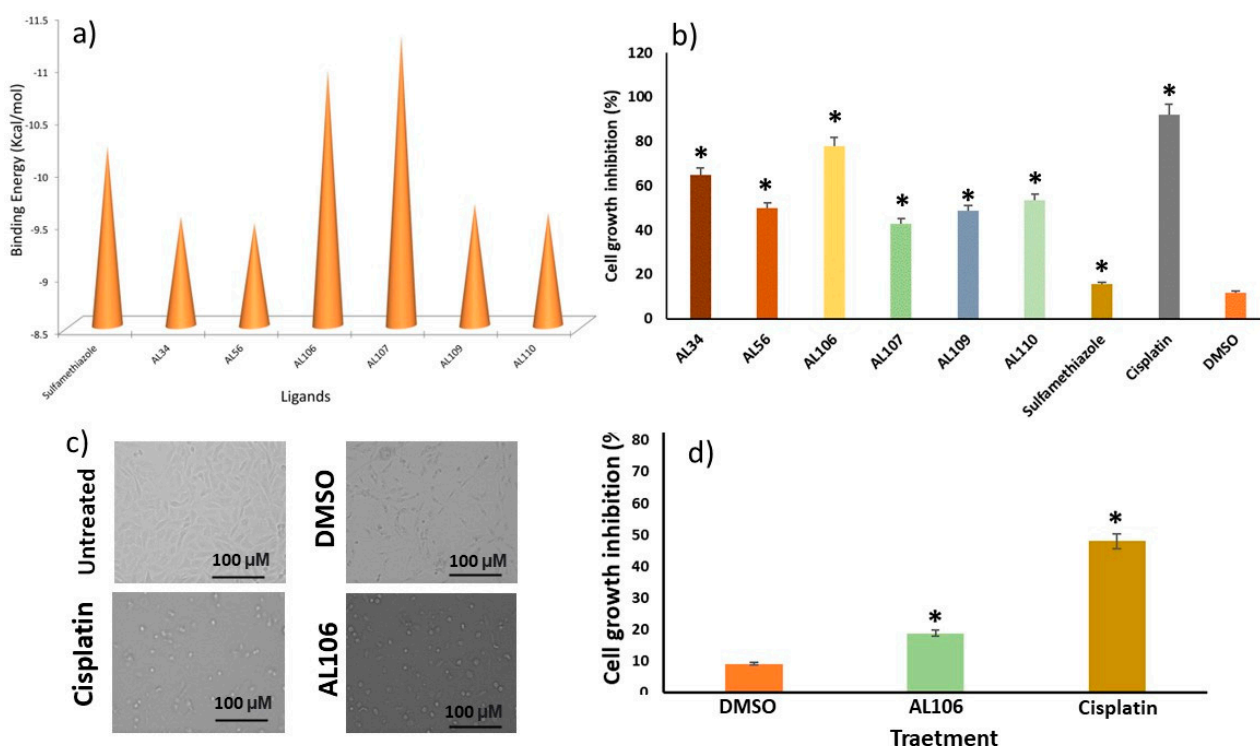 a)
-11.5
-11
-10.5
-10
-9.5
-9
-8.5
Binding Energy (Kcal/mol)
Sulfamethiazole
AL34
AL56
AL106
AL107
AL109
AL110
Ligands
b)
120
100
80
60
40
20
0
Cell growth inhibition (%)
*
*
*
*
*
*
*
*
AL34
AL56
AL106
AL107
AL109
AL110
Sulfamethiazole
Cisplatin
DMSO
c)
Untreated
100 µM
DMSO
100 µM
Cisplatin
100 µM
AL106
100 µM
d)
80
70
60
50
40
30
20
10
0
Cell growth inhibition (%
*
*
DMSO
AL106
Cisplatin
Traetment